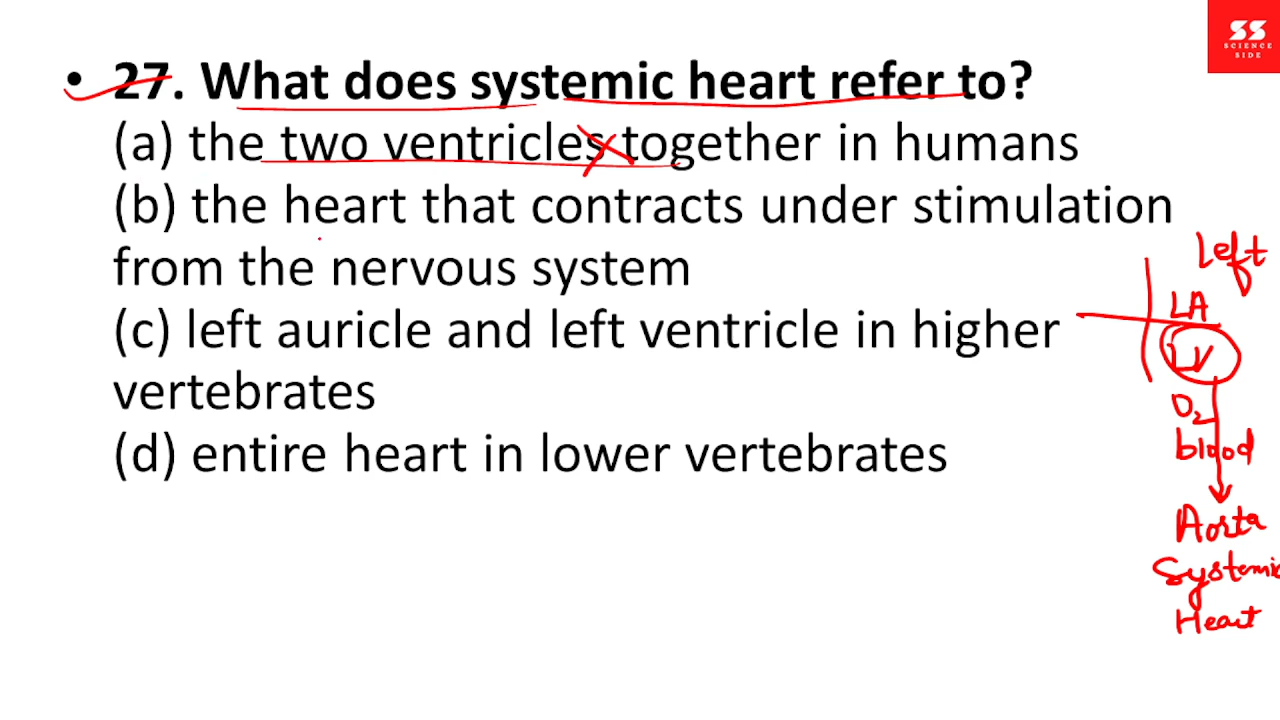 SS
SCIENCE
SIDE
• 27. What does systemic heart refer to?
(a) the two ventricles together in humans
(b) the heart that contracts under stimulation
from the nervous system
(c) left auricle and left ventricle in higher
vertebrates
(d) entire heart in lower vertebrates
Left
LA
LV
O2
blood
Aorta
Systemic
Heart